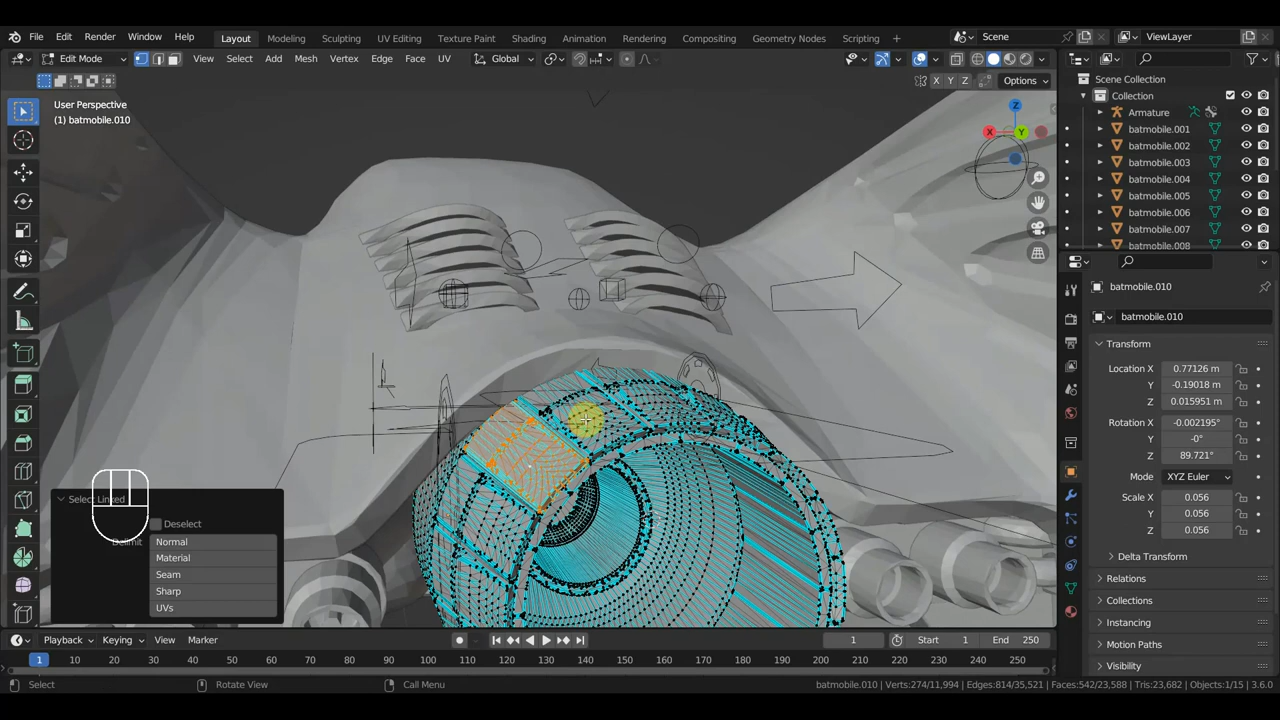 File Edit Render Window Help Layout Modeling Sculpting UV Editing Texture Paint Shading Animation Rendering Compositing Geometry Nodes Scripting + Scene ViewLayer
Edit Mode View Select Add Mesh Vertex Edge Face UV Global X Y Z Options
User Perspective
(1) batmobile.010
Z
X Y
Scene Collection
Collection
Armature
batmobile.001
batmobile.002
batmobile.003
batmobile.004
batmobile.005
batmobile.006
batmobile.007
batmobile.008
batmobile.010
batmobile.010
Transform
Location X 0.77126 m
Y -0.19018 m
Z 0.015951 m
Rotation X -0.002195°
Y -0°
Z 89.721°
Mode XYZ Euler
Scale X 0.056
Y 0.056
Z 0.056
Delta Transform
Relations
Collections
Instancing
Motion Paths
Visibility
Select Linked
Deselect
Delimit Normal
Material
Seam
Sharp
UVs
Playback Keying View Marker 1 Start 1 End 250
1 10 20 30 40 50 60 70 80 90 100 110 120 130 140 150 160 170 180 190 200 210 220 230 240 250
Select Rotate View Call Menu batmobile.010 | Verts:274/11,994 | Edges:814/35,521 | Faces:542/23,588 | Tris:23,682 | Objects:1/15 | 3.6.0